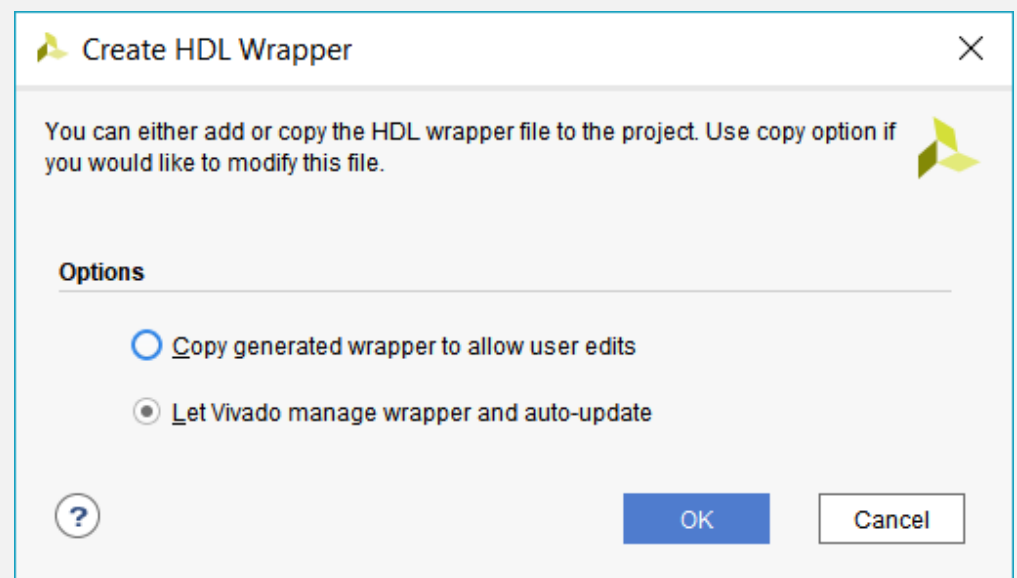 Create HDL Wrapper
You can either add or copy the HDL wrapper file to the project. Use copy option if
you would like to modify this file.
Options
Copy generated wrapper to allow user edits
Let Vivado manage wrapper and auto-update
?
OK
Cancel